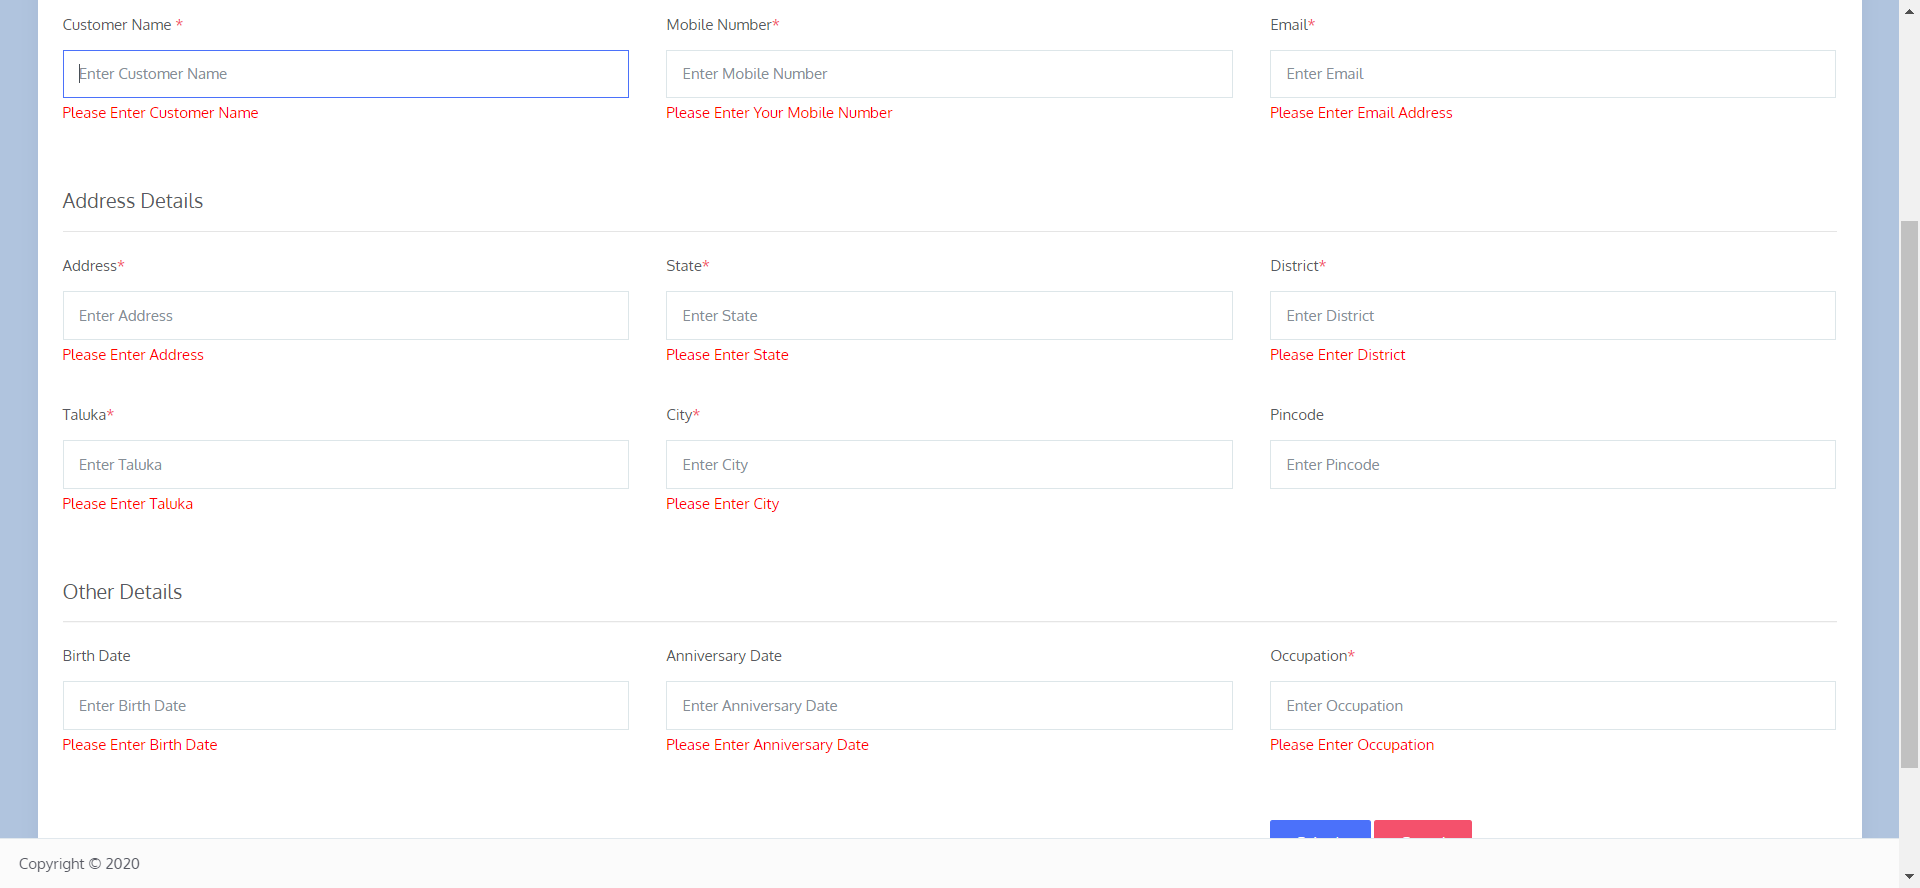 Customer Name * Mobile Number* Email*
Enter Customer Name Enter Mobile Number Enter Email
Please Enter Customer Name Please Enter Your Mobile Number Please Enter Email Address
Address Details
Address* State* District*
Enter Address Enter State Enter District
Please Enter Address Please Enter State Please Enter District
Taluka* City* Pincode
Enter Taluka Enter City Enter Pincode
Please Enter Taluka Please Enter City
Other Details
Birth Date Anniversary Date Occupation*
Enter Birth Date Enter Anniversary Date Enter Occupation
Please Enter Birth Date Please Enter Anniversary Date Please Enter Occupation
Copyright © 2020